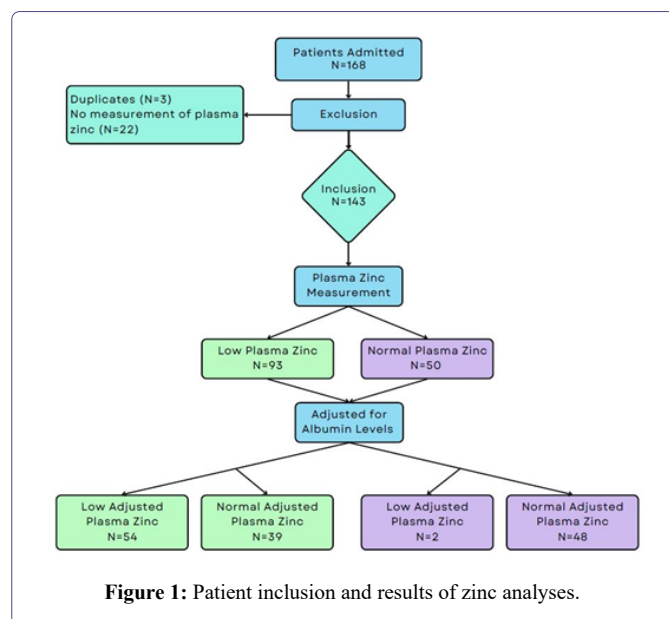 Patients Admitted
N=168
Duplicates (N=3)
No measurement of plasma
zinc (N=22)
Exclusion
Inclusion
N=143
Plasma Zinc
Measurement
Low Plasma Zinc
N=93
Normal Plasma Zinc
N=50
Adjusted for
Albumin Levels
Low Adjusted
Plasma Zinc
N=54
Normal Adjusted
Plasma Zinc
N=39
Low Adjusted
Plasma Zinc
N=2
Normal Adjusted
Plasma Zinc
N=48
Figure 1: Patient inclusion and results of zinc analyses.